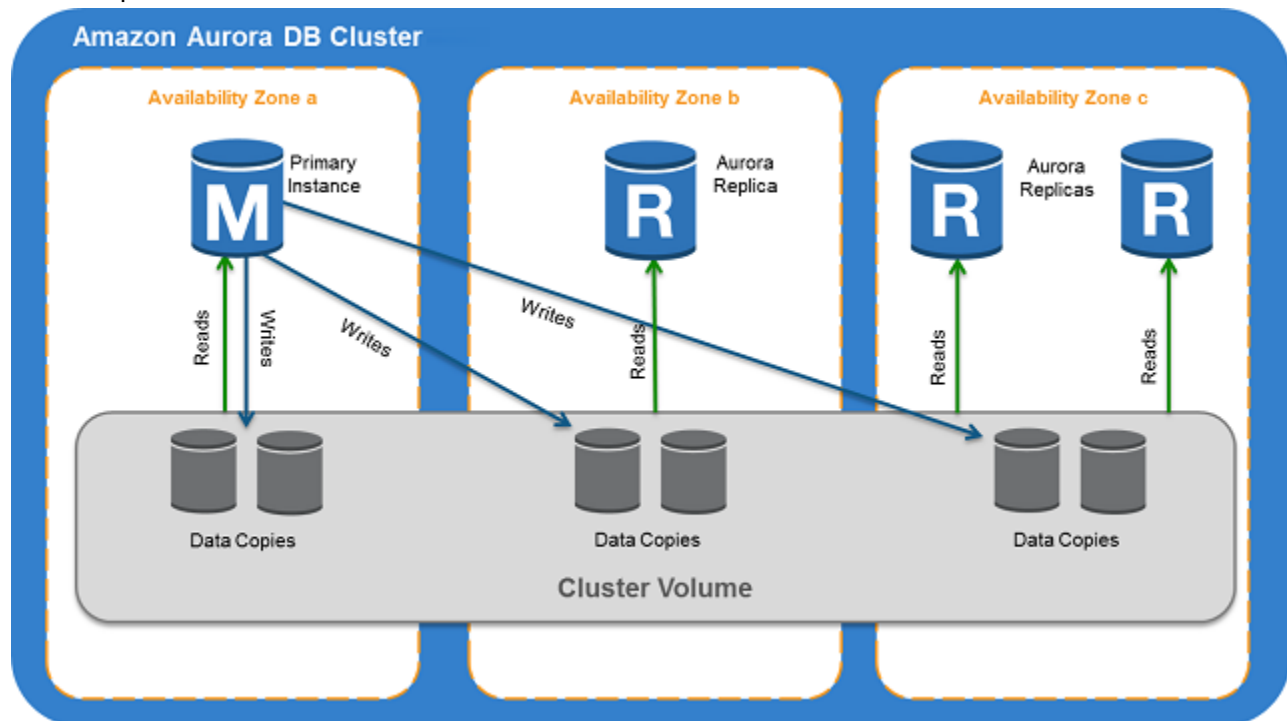 Amazon Aurora DB Cluster
Availability Zone a
Availability Zone b
Availability Zone c
M
Primary
Instance
R
Aurora
Replica
R
Aurora
Replicas
R
Reads
Writes
Writes
Writes
Reads
Reads
Reads
Data Copies
Data Copies
Data Copies
Cluster Volume